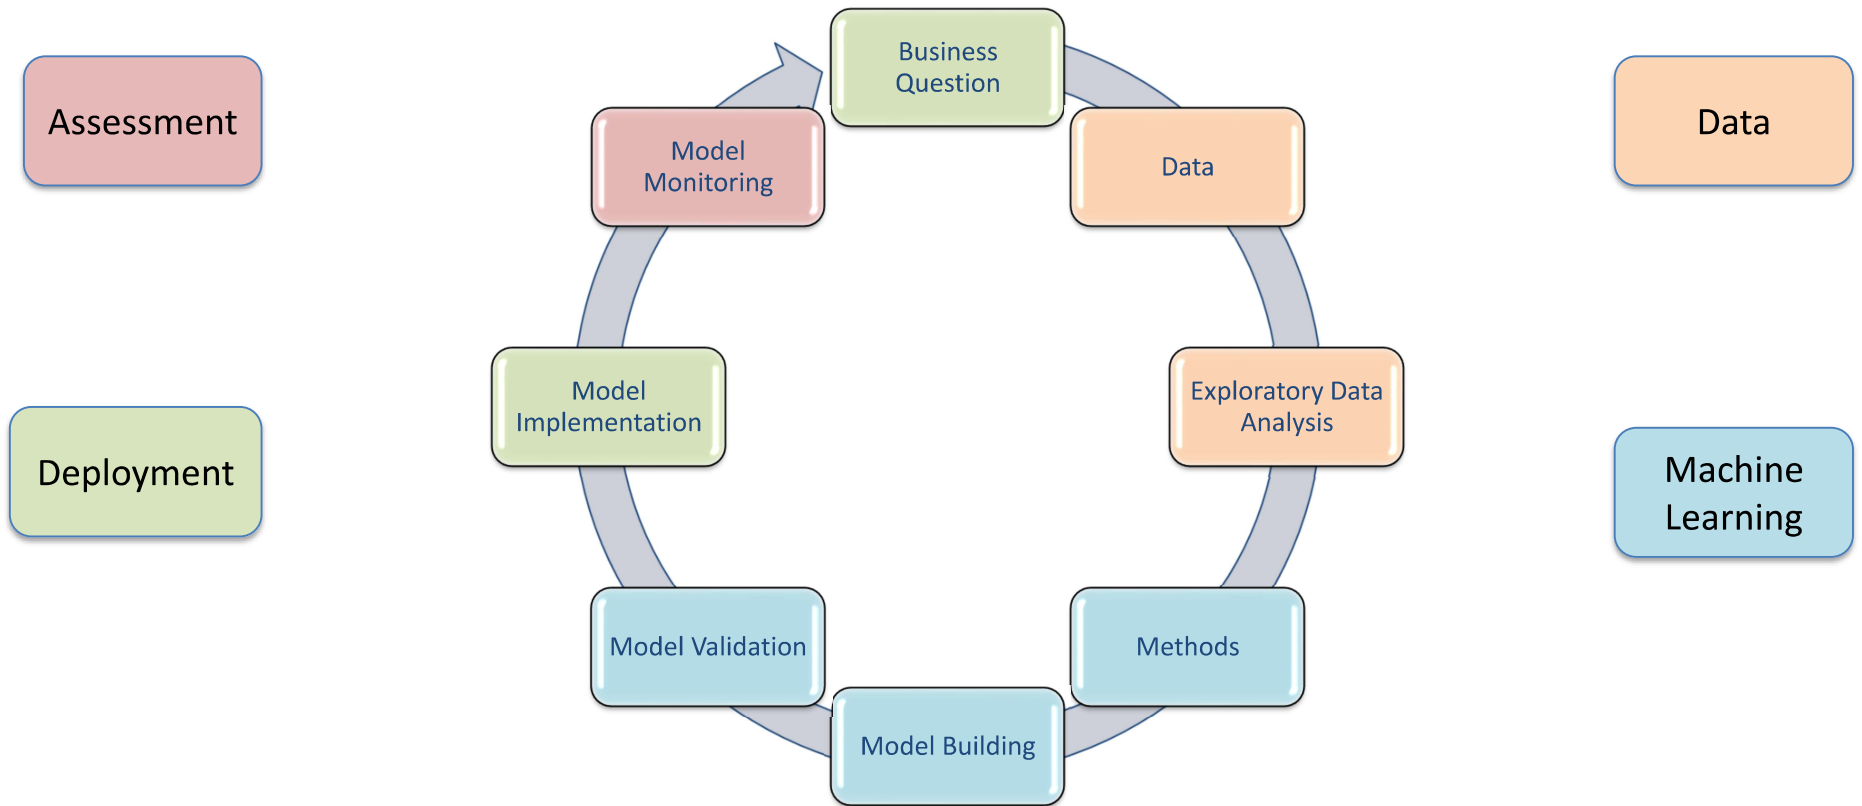 Business
Question
Assessment
Data
Model
Monitoring
Data
Model
Implementation
Exploratory Data
Analysis
Deployment
Machine
Learning
Model Validation
Methods
Model Building